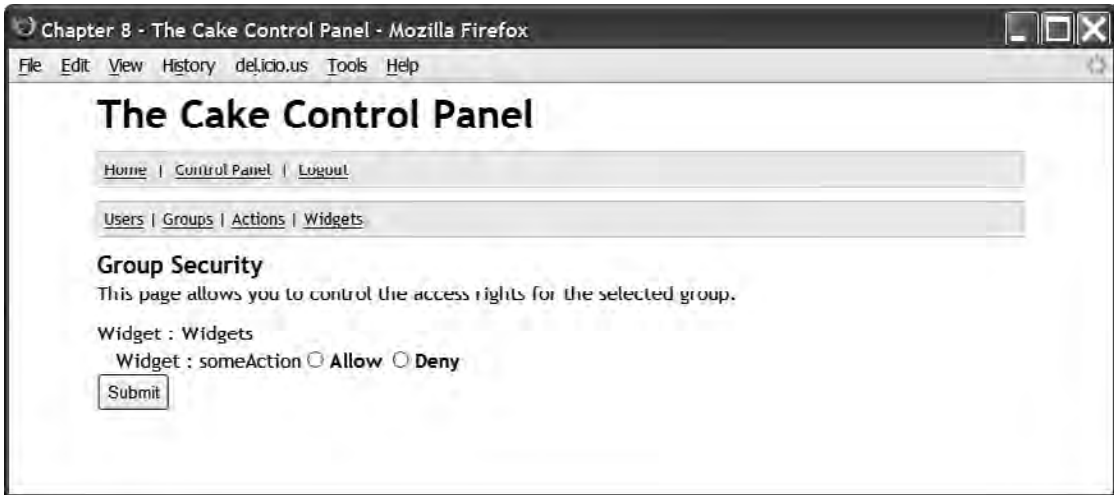 Chapter 8 - The Cake Control Panel - Mozilla Firefox
File Edit View History del.icio.us Tools Help
The Cake Control Panel
Home | Control Panel | Logout
Users | Groups | Actions | Widgets
Group Security
This page allows you to control the access rights for the selected group.
Widget : Widgets
Widget : someAction Allow Deny
Submit